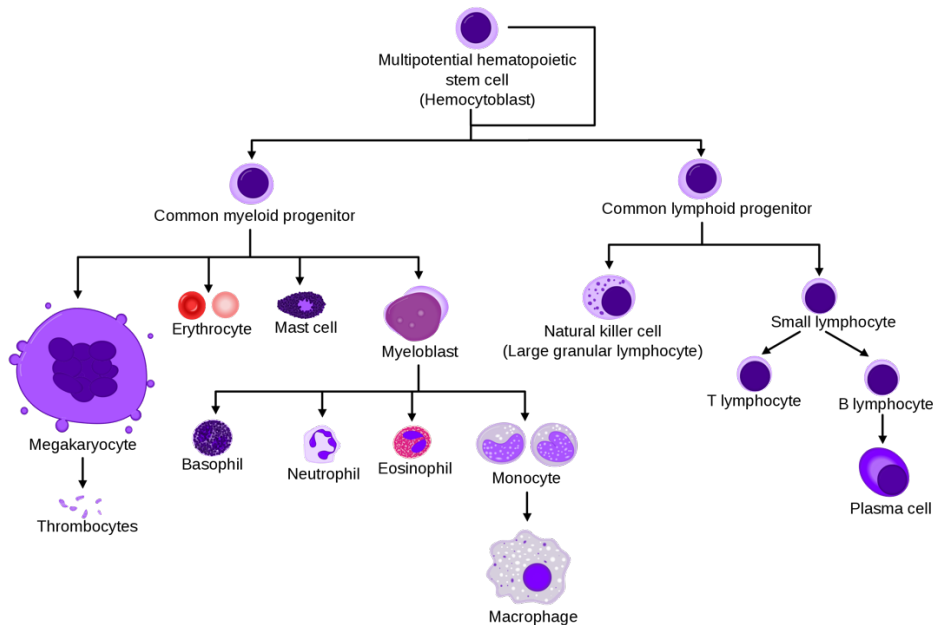 Multipotential hematopoietic
stem cell
(Hemocytoblast)
Common myeloid progenitor
Common lymphoid progenitor
Erythrocyte
Mast cell
Myeloblast
Natural killer cell
(Large granular lymphocyte)
Small lymphocyte
T lymphocyte
B lymphocyte
Megakaryocyte
Basophil
Neutrophil
Eosinophil
Monocyte
Plasma cell
Thrombocytes
Macrophage